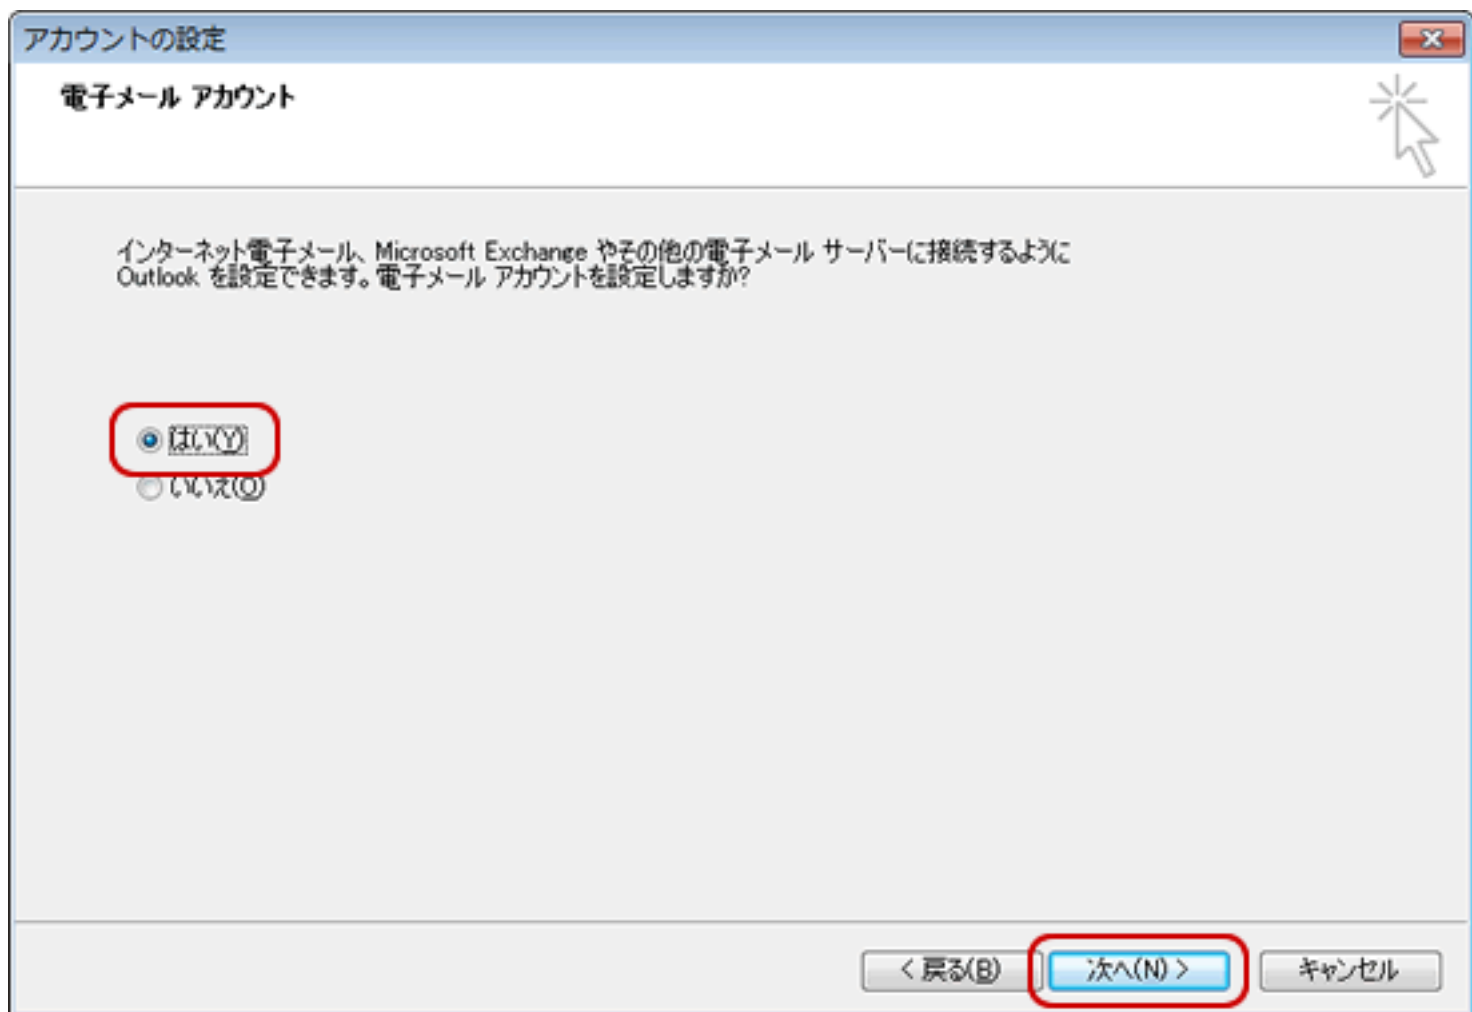 アカウントの設定
電子メール アカウント
インターネット電子メール、Microsoft Exchange やその他の電子メール サーバーに接続するように
Outlook を設定できます。電子メール アカウントを設定しますか?
はい(Y)
いいえ(O)
< 戻る(B)
次へ(N) >
キャンセル